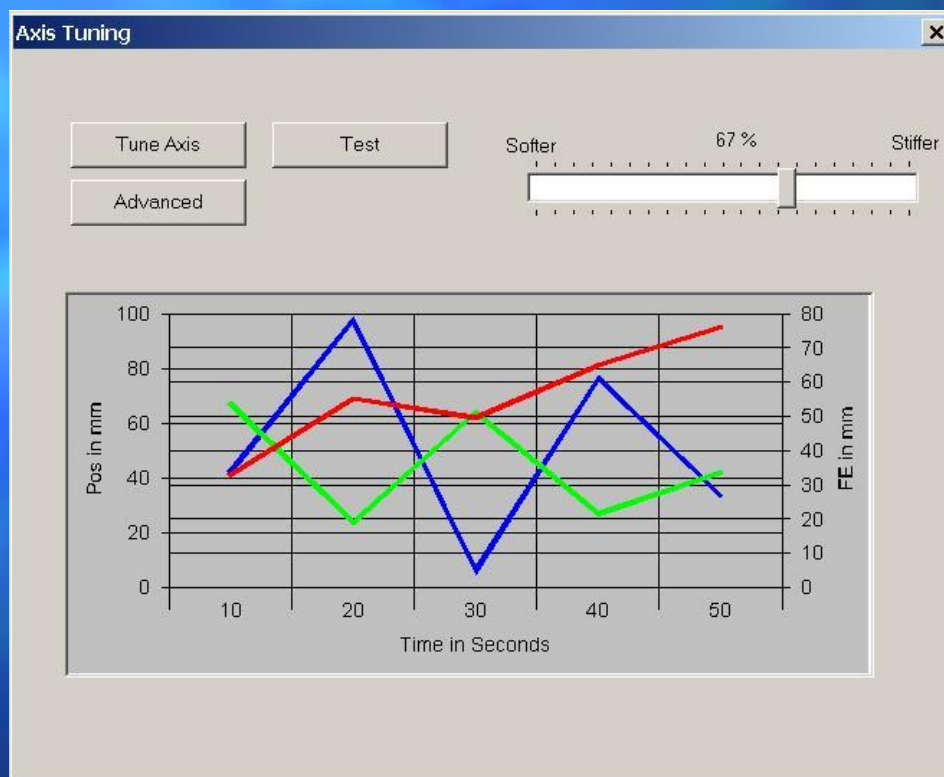 Axis Tuning
Tune Axis
Test
Advanced
Softer
67 %
Stiffer
100
80
60
40
20
0
Pos in mm
80
70
60
50
40
30
20
10
0
FE in mm
10 20 30 40 50
Time in Seconds